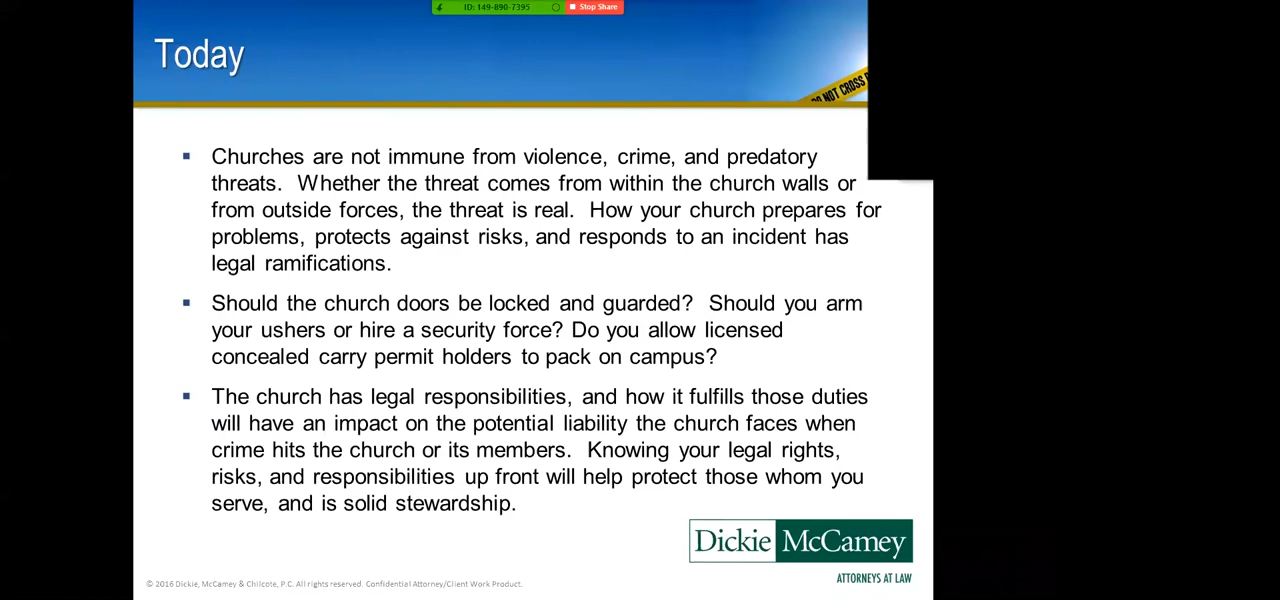 ID: 149-890-7395
Stop Share
Today
DO NOT CROSS
Churches are not immune from violence, crime, and predatory
threats. Whether the threat comes from within the church walls or
from outside forces, the threat is real. How your church prepares for
problems, protects against risks, and responds to an incident has
legal ramifications.
Should the church doors be locked and guarded? Should you arm
your ushers or hire a security force? Do you allow licensed
concealed carry permit holders to pack on campus?
The church has legal responsibilities, and how it fulfills those duties
will have an impact on the potential liability the church faces when
crime hits the church or its members. Knowing your legal rights,
risks, and responsibilities up front will help protect those whom you
serve, and is solid stewardship.
Dickie McCamey
ATTORNEYS AT LAW
© 2016 Dickie, McCamey & Chilcote, P.C. All rights reserved. Confidential Attorney/Client Work Product.